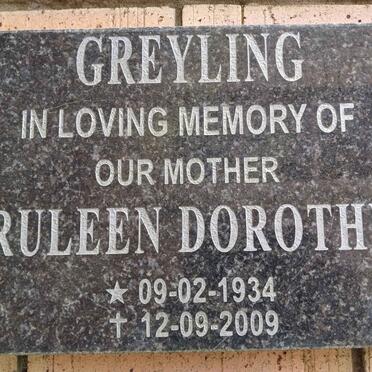 GREYLING
IN LOVING MEMORY OF
OUR MOTHER
RULEEN DOROTH
★ 09-02-1934
✝ 12-09-2009